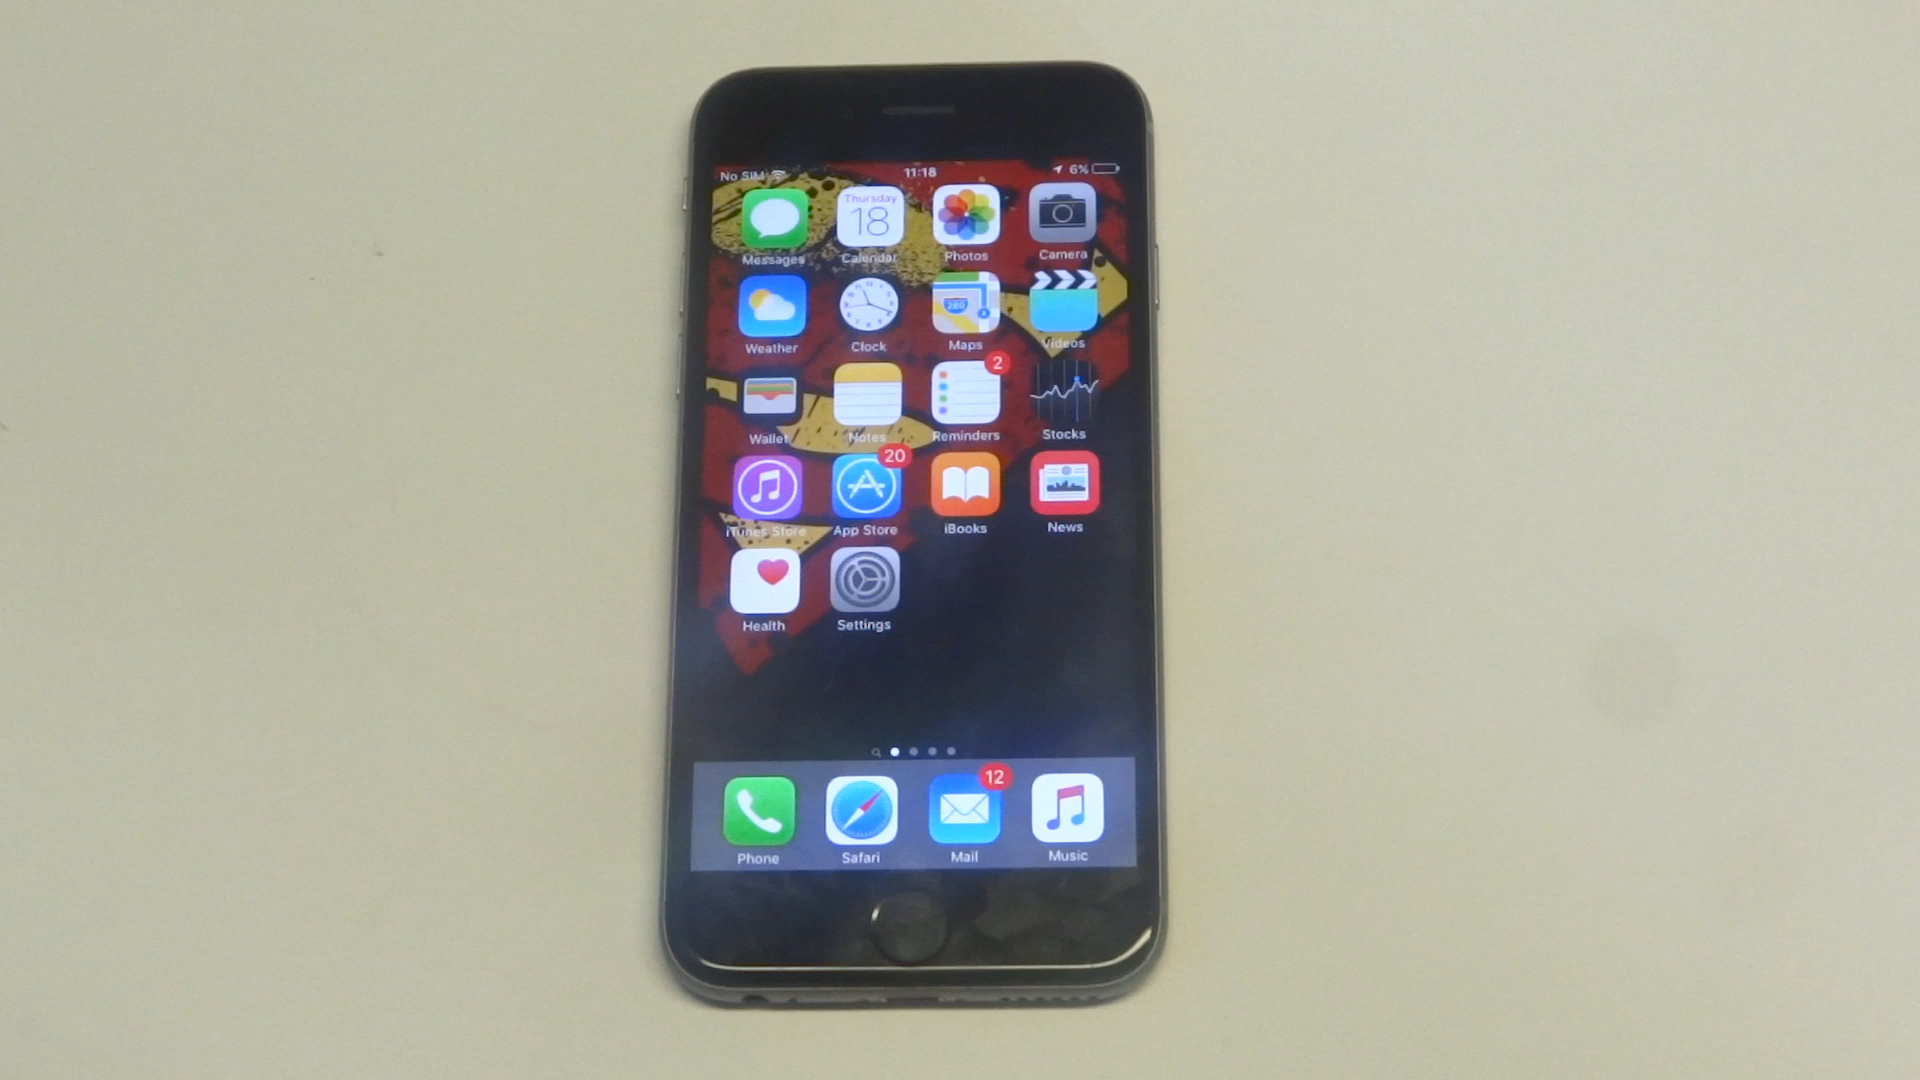 No SIM 11:18 6%
Thursday
18
Messages Calendar Photos Camera
280
Weather Clock Maps Videos
2
Wallet Notes Reminders Stocks
20
iTunes Store App Store iBooks News
Health Settings
12
Phone Safari Mail Music